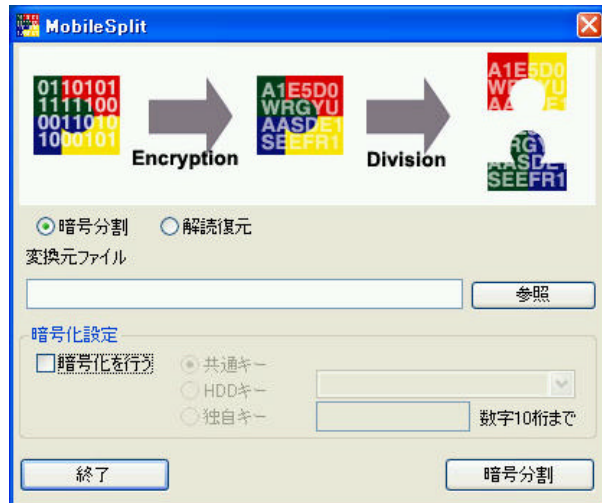 MobileSplit
0110101
1111100
0011010
1000101
Encryption
A1E5D0
WRGYU
AASDE1
SEEFR1
Division
A1E5D0
AASDE1
SEEFR1
暗号分割 解読復元
変換元ファイル
参照
暗号化設定
暗号化を行う
共通キー
HDDキー
独自キー
数字10桁まで
終了
暗号分割